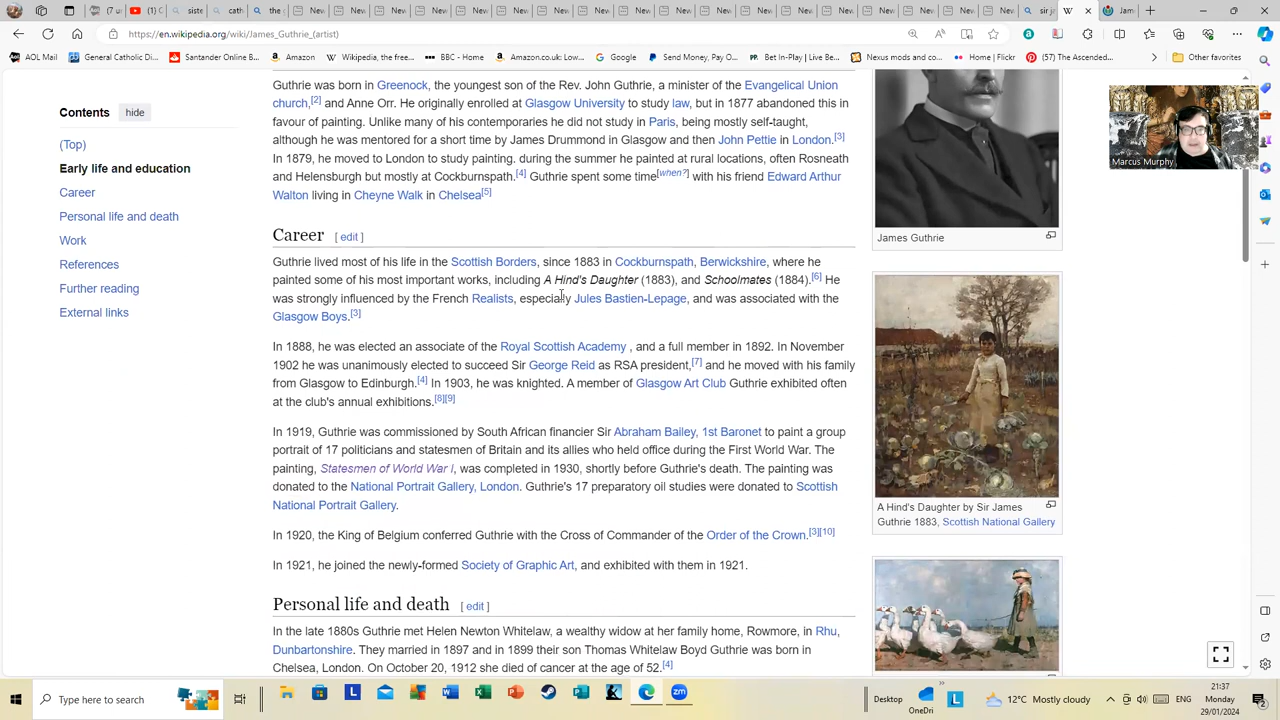 siste
cath
the
New
sir ja
https://en.wikipedia.org/wiki/James_Guthrie_(artist)
AOL Mail
(1) Facebook
Santander Online B...
Amazon
Wikipedia, the free...
BBC - Home
Amazon.co.uk: Low...
Google
Send Money, Pay O...
Bet In-Play | Live Be...
Nexus mods and co...
Home | Flickr
(57) The Ascended...
Other favorites
Contents
hide
(Top)
Early life and education
Career
Personal life and death
Work
References
Further reading
External links
Guthrie was born in Greenock, the youngest son of the Rev. John Guthrie, a minister of the Evangelical Union
church,[2] and Anne Orr. He originally enrolled at Glasgow University to study law, but in 1877 abandoned this in
favour of painting. Unlike many of his contemporaries he did not study in Paris, being mostly self-taught,
although he was mentored for a short time by James Drummond in Glasgow and then John Pettie in London.[3]
In 1879, he moved to London to study painting. during the summer he painted at rural locations, often Rosneath
and Helensburgh but mostly at Cockburnspath.[4] Guthrie spent some time[when?] with his friend Edward Arthur
Walton living in Cheyne Walk in Chelsea[5]
Career [ edit ]
Guthrie lived most of his life in the Scottish Borders, since 1883 in Cockburnspath, Berwickshire, where he
painted some of his most important works, including A Hind's Daughter (1883), and Schoolmates (1884).[6] He
was strongly influenced by the French Realists, especially Jules Bastien-Lepage, and was associated with the
Glasgow Boys.[3]
In 1888, he was elected an associate of the Royal Scottish Academy , and a full member in 1892. In November
1902 he was unanimously elected to succeed Sir George Reid as RSA president,[7] and he moved with his family
from Glasgow to Edinburgh.[4] In 1903, he was knighted. A member of Glasgow Art Club Guthrie exhibited often
at the club's annual exhibitions.[8][9]
In 1919, Guthrie was commissioned by South African financier Sir Abraham Bailey, 1st Baronet to paint a group
portrait of 17 politicians and statesmen of Britain and its allies who held office during the First World War. The
painting, Statesmen of World War I, was completed in 1930, shortly before Guthrie's death. The painting was
donated to the National Portrait Gallery, London. Guthrie's 17 preparatory oil studies were donated to Scottish
National Portrait Gallery.
In 1920, the King of Belgium conferred Guthrie with the Cross of Commander of the Order of the Crown.[3][10]
In 1921, he joined the newly-formed Society of Graphic Art, and exhibited with them in 1921.
Personal life and death [ edit ]
In the late 1880s Guthrie met Helen Newton Whitelaw, a wealthy widow at her family home, Rowmore, in Rhu,
Dunbartonshire. They married in 1897 and in 1899 their son Thomas Whitelaw Boyd Guthrie was born in
Chelsea, London. On October 20, 1912 she died of cancer at the age of 52.[4]
James Guthrie
A Hind's Daughter by Sir James
Guthrie 1883, Scottish National Gallery
Marcus Murphy
Type here to search
Desktop
OneDri
12°C Mostly cloudy
ENG
21:37
Monday
29/01/2024